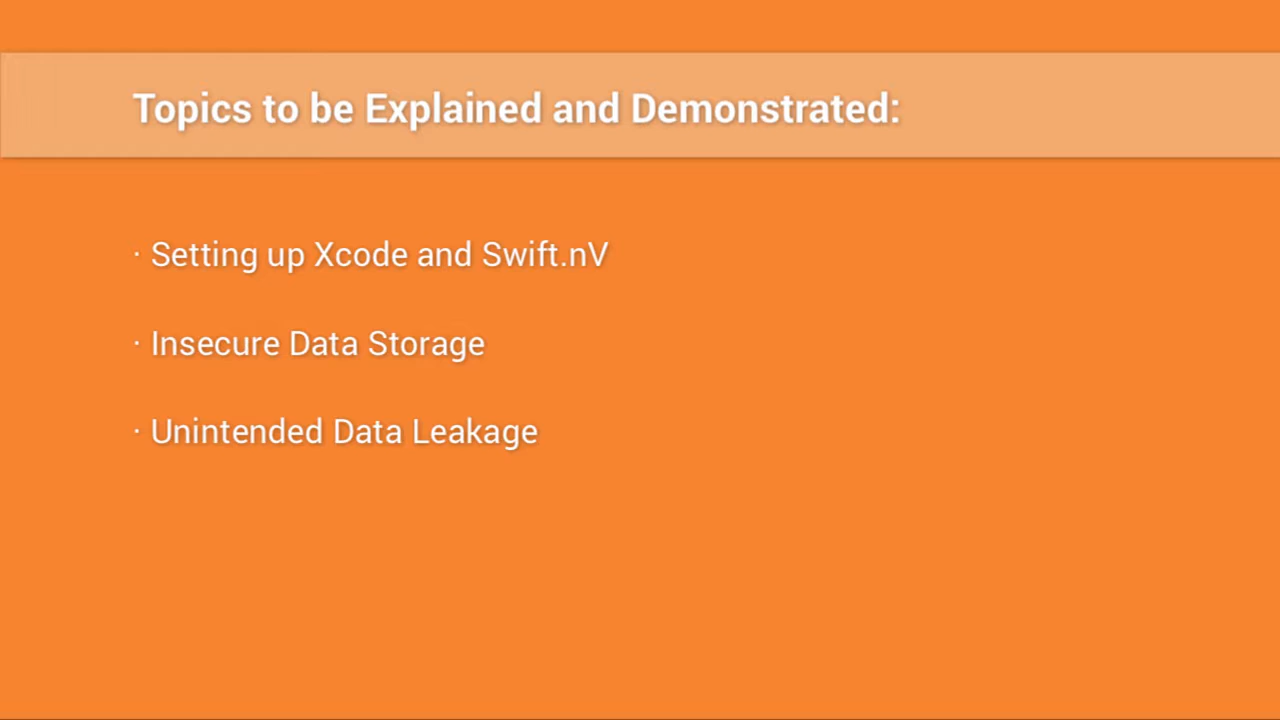 Topics to be Explained and Demonstrated:
· Setting up Xcode and Swift.nV
· Insecure Data Storage
· Unintended Data Leakage